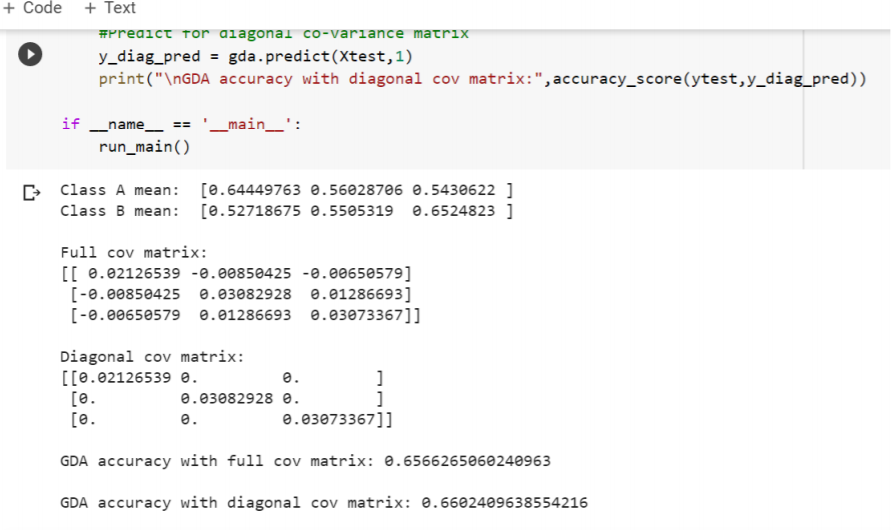 + Code + Text
#Predict for diagonal co-variance matrix
y_diag_pred = gda.predict(Xtest,1)
print("\nGDA accuracy with diagonal cov matrix:",accuracy_score(ytest,y_diag_pred))
if __name__ == '__main__':
run_main()
Class A mean: [0.64449763 0.56028706 0.5430622 ]
Class B mean: [0.52718675 0.5505319 0.6524823 ]
Full cov matrix:
[[ 0.02126539 -0.00850425 -0.00650579]
[-0.00850425 0.03082928 0.01286693]
[-0.00650579 0.01286693 0.03073367]]
Diagonal cov matrix:
[[0.02126539 0. 0. ]
[0. 0.03082928 0. ]
[0. 0. 0.03073367]]
GDA accuracy with full cov matrix: 0.6566265060240963
GDA accuracy with diagonal cov matrix: 0.6602409638554216